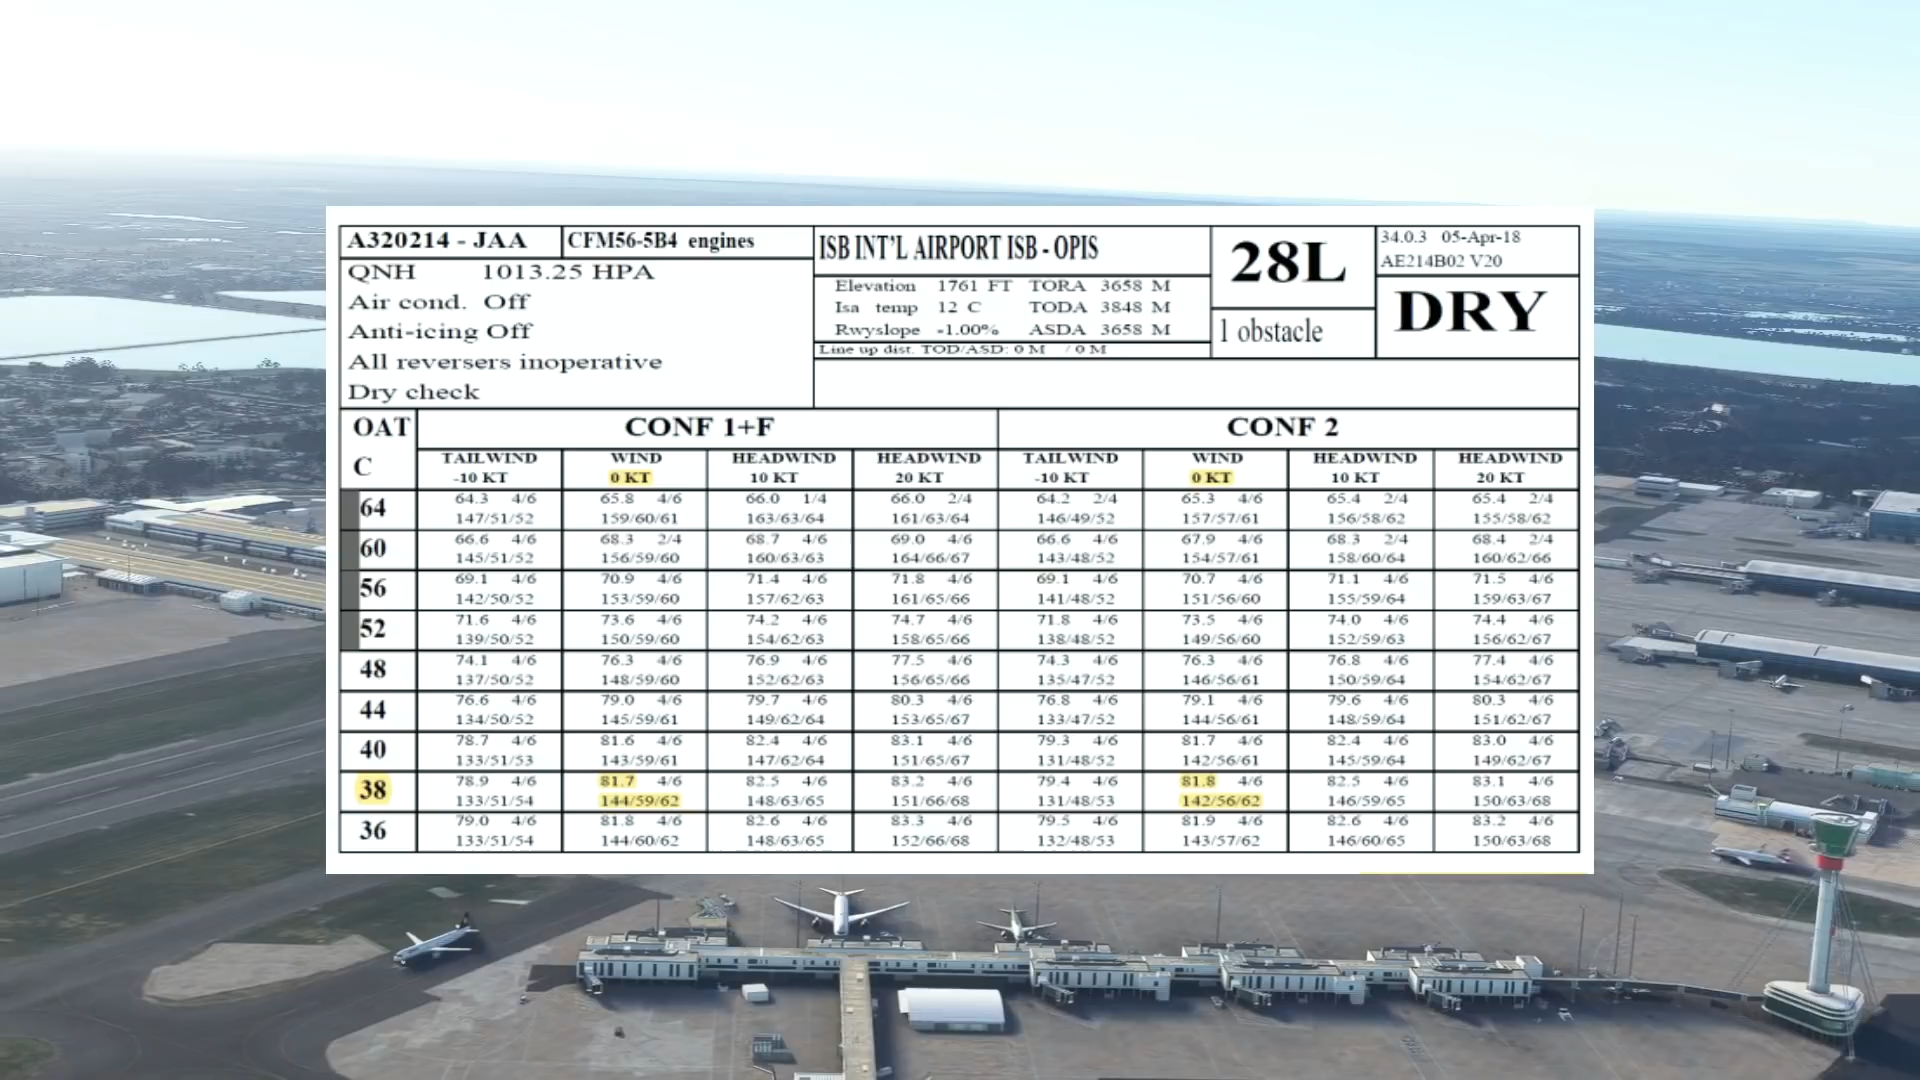 A320214 - JAA
CFM56-5B4 engines
QNH 1013.25 HPA
Air cond. Off
Anti-icing Off
All reversers inoperative
Dry check
ISB INT'L AIRPORT ISB - OPIS
Elevation 1761 FT TORA 3658 M
Isa temp 12 C TODA 3848 M
Rwyslope -1.00% ASDA 3658 M
Line up dist. TOD/ASD: 0 M / 0 M
28L
1 obstacle
34.0.3 05-Apr-18
AE214B02 V20
DRY
OAT CONF 1+F CONF 2
C
TAILWIND WIND HEADWIND HEADWIND TAILWIND WIND HEADWIND HEADWIND
-10 KT 0 KT 10 KT 20 KT -10 KT 0 KT 10 KT 20 KT
64
64.3 4/6 65.8 4/6 66.0 1/4 66.0 2/4 64.2 2/4 65.3 4/6 65.4 2/4 65.4 2/4
147/51/52 159/60/61 163/63/64 161/63/64 146/49/52 157/57/61 156/58/62 155/58/62
60
66.6 4/6 68.3 2/4 68.7 4/6 69.0 4/6 66.6 4/6 67.9 4/6 68.3 2/4 68.4 2/4
145/51/52 156/59/60 160/63/63 164/66/67 143/48/52 154/57/61 158/60/64 160/62/66
56
69.1 4/6 70.9 4/6 71.4 4/6 71.8 4/6 69.1 4/6 70.7 4/6 71.1 4/6 71.5 4/6
142/50/52 153/59/60 157/62/63 161/65/66 141/48/52 151/56/60 155/59/64 159/63/67
52
71.6 4/6 73.6 4/6 74.2 4/6 74.7 4/6 71.8 4/6 73.5 4/6 74.0 4/6 74.4 4/6
139/50/52 150/59/60 154/62/63 158/65/66 138/48/52 149/56/60 152/59/63 156/62/67
48
74.1 4/6 76.3 4/6 76.9 4/6 77.5 4/6 74.3 4/6 76.3 4/6 76.8 4/6 77.4 4/6
137/50/52 148/59/60 152/62/63 156/65/66 135/47/52 146/56/61 150/59/64 154/62/67
44
76.6 4/6 79.0 4/6 79.7 4/6 80.3 4/6 76.8 4/6 79.1 4/6 79.6 4/6 80.3 4/6
134/50/52 145/59/61 149/62/64 153/65/67 133/47/52 144/56/61 148/59/64 151/62/67
40
78.7 4/6 81.6 4/6 82.4 4/6 83.1 4/6 79.3 4/6 81.7 4/6 82.4 4/6 83.0 4/6
133/51/53 143/59/61 147/62/64 151/65/67 131/48/52 142/56/61 145/59/64 149/62/67
38
78.9 4/6 81.7 4/6 82.5 4/6 83.2 4/6 79.4 4/6 81.8 4/6 82.5 4/6 83.1 4/6
133/51/54 144/59/62 148/63/65 151/66/68 131/48/53 142/56/62 146/59/65 150/63/68
36
79.0 4/6 81.8 4/6 82.6 4/6 83.3 4/6 79.5 4/6 81.9 4/6 82.6 4/6 83.2 4/6
133/51/54 144/60/62 148/63/65 152/66/68 132/48/53 143/57/62 146/60/65 150/63/68